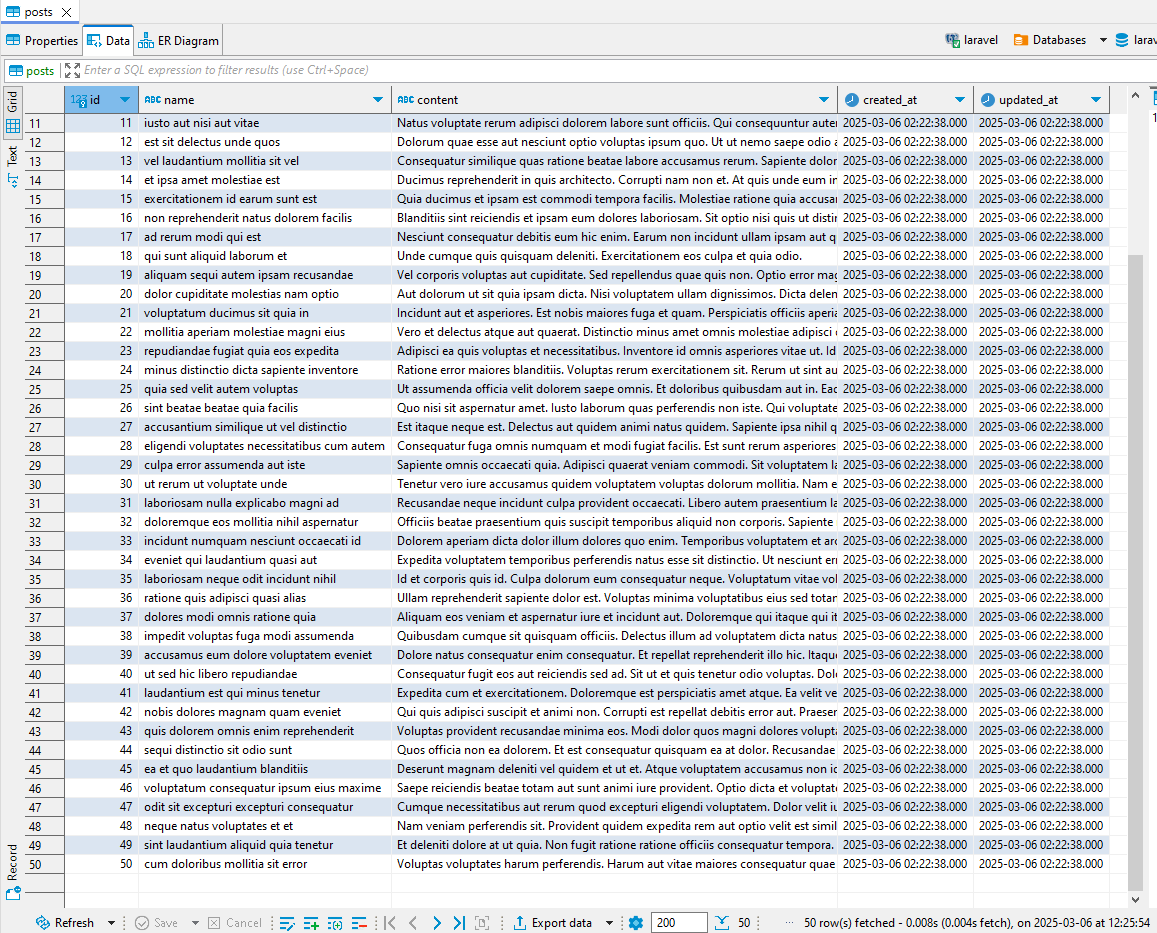 posts
Properties Data ER Diagram laravel Databases
posts Enter a SQL expression to filter results (use Ctrl+Space)
Grid
Text
Record
id name content created_at updated_at
11 11 iusto aut nisi aut vitae Natus voluptate rerum adipisci dolorem labore sunt officiis. Qui consequuntur 2025-03-06 02:22:38.000 2025-03-06 02:22:38.000
12 12 est sit delectus unde quos Dolorum quae esse aut nesciunt optio voluptas ipsum quo. Ut ut nemo saepe odio 2025-03-06 02:22:38.000 2025-03-06 02:22:38.000
13 13 vel laudantium mollitia sit vel Consequatur similique quas ratione beatae labore accusamus rerum. Sapiente dolor 2025-03-06 02:22:38.000 2025-03-06 02:22:38.000
14 14 et ipsa amet molestiae est Ducimus reprehenderit in quis architecto. Corrupti nam non et. At quis unde eum 2025-03-06 02:22:38.000 2025-03-06 02:22:38.000
15 15 exercitationem id earum sunt est Quia ducimus et ipsam est commodi tempora facilis. Molestiae ratione quia accusa 2025-03-06 02:22:38.000 2025-03-06 02:22:38.000
16 16 non reprehenderit natus dolorem facilis Blanditiis sint reiciendis et ipsam eum dolores laboriosam. Sit optio nisi quis ut 2025-03-06 02:22:38.000 2025-03-06 02:22:38.000
17 17 ad rerum modi qui est Nesciunt consequatur debitis eum hic enim. Earum non incidunt ullam ipsam aut q 2025-03-06 02:22:38.000 2025-03-06 02:22:38.000
18 18 qui sunt aliquid laborum et Unde cumque quis quisquam deleniti. Exercitationem eos culpa et quia odio. 2025-03-06 02:22:38.000 2025-03-06 02:22:38.000
19 19 aliquam sequi autem ipsam recusandae Vel corporis voluptas aut cupiditate. Sed repellendus quae quis non. Optio error 2025-03-06 02:22:38.000 2025-03-06 02:22:38.000
20 20 dolor cupiditate molestias nam optio Aut dolorum ut sit quia ipsam dicta. Nisi voluptatem ullam dignissimos. Dicta delen 2025-03-06 02:22:38.000 2025-03-06 02:22:38.000
21 21 voluptatum ducimus sit quia in Incidunt aut et asperiores. Est nobis maiores fuga et quam. Perspiciatis officiis 2025-03-06 02:22:38.000 2025-03-06 02:22:38.000
22 22 mollitia aperiam molestiae magni eius Vero et delectus atque aut quaerat. Distinctio minus amet omnis molestiae adipisci 2025-03-06 02:22:38.000 2025-03-06 02:22:38.000
23 23 repudiandae fugiat quia eos expedita Adipisci ea quis voluptas et necessitatibus. Inventore id omnis asperiores vitae ut. Id 2025-03-06 02:22:38.000 2025-03-06 02:22:38.000
24 24 minus distinctio dicta sapiente inventore Ratione error maiores blanditiis. Voluptas rerum exercitationem sit. Rerum ut sint 2025-03-06 02:22:38.000 2025-03-06 02:22:38.000
25 25 quia sed velit autem voluptas Ut assumenda officia velit dolorem saepe omnis. Et doloribus quibusdam aut in. 2025-03-06 02:22:38.000 2025-03-06 02:22:38.000
26 26 sint beatae beatae quia facilis Quo nisi sit aspernatur amet. Iusto laborum quas perferendis non iste. Qui voluptate 2025-03-06 02:22:38.000 2025-03-06 02:22:38.000
27 27 accusantium similique ut vel distinctio Est itaque neque est. Delectus aut quidem animi natus quidem. Sapiente ipsa nihil q 2025-03-06 02:22:38.000 2025-03-06 02:22:38.000
28 28 eligendi voluptates necessitatibus cum autem Consequatur fuga omnis numquam et modi fugiat facilis. Est sunt rerum asperiores 2025-03-06 02:22:38.000 2025-03-06 02:22:38.000
29 29 culpa error assumenda aut iste Sapiente omnis occaecati quia. Adipisci quaerat veniam commodi. Sit voluptatem 2025-03-06 02:22:38.000 2025-03-06 02:22:38.000
30 30 ut rerum ut voluptate unde Tenetur vero iure accusamus quidem voluptatem voluptas dolorum mollitia. Nam e 2025-03-06 02:22:38.000 2025-03-06 02:22:38.000
31 31 laboriosam nulla explicabo magni ad Recusandae neque incidunt culpa provident occaecati. Libero autem praesentium 2025-03-06 02:22:38.000 2025-03-06 02:22:38.000
32 32 doloremque eos mollitia nihil aspernatur Officiis beatae praesentium quis suscipit temporibus aliquid non corporis. Sapiente 2025-03-06 02:22:38.000 2025-03-06 02:22:38.000
33 33 incidunt numquam nesciunt occaecati id Dolorem aperiam dicta dolor illum dolores quo enim. Temporibus voluptatem et 2025-03-06 02:22:38.000 2025-03-06 02:22:38.000
34 34 eveniet qui laudantium quasi aut Expedita voluptatem temporibus perferendis natus esse sit distinctio. Ut nesciunt 2025-03-06 02:22:38.000 2025-03-06 02:22:38.000
35 35 laboriosam neque odit incidunt nihil Id et corporis quis id. Culpa dolorum eum consequatur neque. Voluptatum vitae 2025-03-06 02:22:38.000 2025-03-06 02:22:38.000
36 36 ratione quis adipisci quasi alias Ullam reprehenderit sapiente dolor est. Voluptas minima voluptatibus eius sed 2025-03-06 02:22:38.000 2025-03-06 02:22:38.000
37 37 dolores modi omnis ratione quia Aliquam eos veniam et aspernatur iure et incidunt aut. Doloremque qui itaque qui 2025-03-06 02:22:38.000 2025-03-06 02:22:38.000
38 38 impedit voluptas fuga modi assumenda Quibusdam cumque sit quisquam officiis. Delectus illum ad voluptatem dicta natus 2025-03-06 02:22:38.000 2025-03-06 02:22:38.000
39 39 accusamus eum dolore voluptatem eveniet Dolore natus consequatur enim consequatur. Et repellat reprehenderit illo hic. 2025-03-06 02:22:38.000 2025-03-06 02:22:38.000
40 40 ut sed hic libero repudiandae Consequatur fugit eos aut reiciendis sed ad. Sit ut et quis tenetur odio voluptas. 2025-03-06 02:22:38.000 2025-03-06 02:22:38.000
41 41 laudantium est qui minus tenetur Expedita cum et exercitationem. Doloremque est perspiciatis amet atque. Ea velit ve 2025-03-06 02:22:38.000 2025-03-06 02:22:38.000
42 42 nobis dolores magnam quam eveniet Qui quis adipisci suscipit et animi non. Corrupti est repellat debitis error aut. 2025-03-06 02:22:38.000 2025-03-06 02:22:38.000
43 43 quis dolorem omnis enim reprehenderit Voluptas provident recusandae minima eos. Modi dolor quos magni dolores 2025-03-06 02:22:38.000 2025-03-06 02:22:38.000
44 44 sequi distinctio sit odio sunt Quos officia non ea dolorem. Et est consequatur quisquam ea at dolor. Recusandae 2025-03-06 02:22:38.000 2025-03-06 02:22:38.000
45 45 ea et quo laudantium blanditiis Deserunt magnam deleniti vel quidem et ut et. Atque voluptatem accusamus non 2025-03-06 02:22:38.000 2025-03-06 02:22:38.000
46 46 voluptatum consequatur ipsum eius maxime Saepe reiciendis beatae totam aut sunt animi iure provident. Optio dicta et 2025-03-06 02:22:38.000 2025-03-06 02:22:38.000
47 47 odit sit excepturi excepturi consequatur Cumque necessitatibus aut rerum quod excepturi eligendi voluptatem. Dolor velit 2025-03-06 02:22:38.000 2025-03-06 02:22:38.000
48 48 neque natus voluptates et et Nam veniam perferendis sit. Provident quidem expedita rem aut optio velit est simil 2025-03-06 02:22:38.000 2025-03-06 02:22:38.000
49 49 sint laudantium aliquid quia tenetur Et deleniti dolore at ut quia. Non fugit ratione ratione officiis consequatur tempora. 2025-03-06 02:22:38.000 2025-03-06 02:22:38.000
50 50 cum doloribus mollitia sit error Voluptas voluptates harum perferendis. Harum aut vitae maiores consequatur quae 2025-03-06 02:22:38.000 2025-03-06 02:22:38.000
Refresh Save Cancel Export data 200 50 ... 50 row(s) fetched - 0.008s (0.004s fetch), on 2025-03-06 at 12:25:54